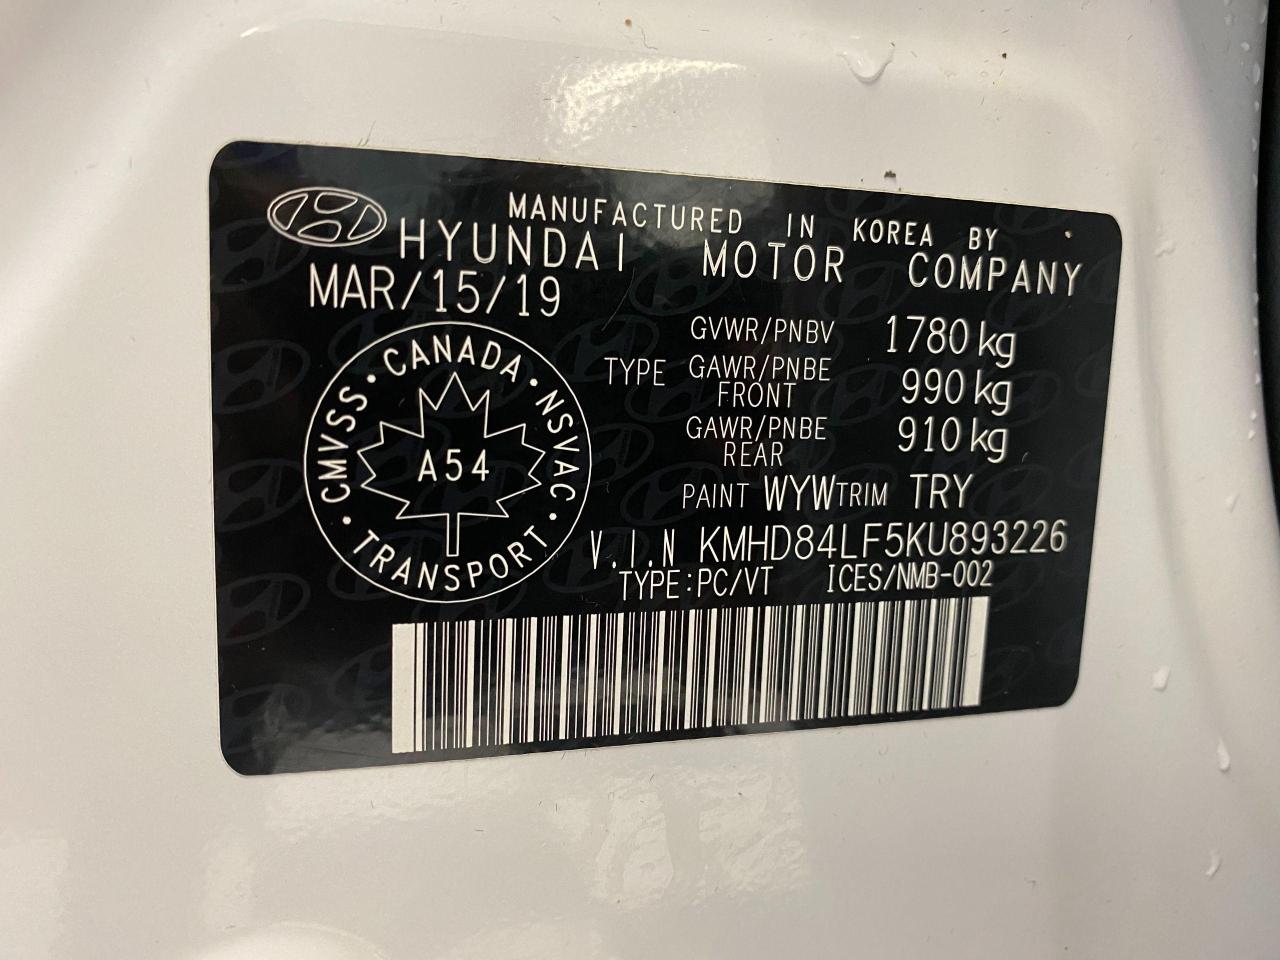 MANUFACTURED IN KOREA BY
HYUNDAI MOTOR COMPANY
MAR/15/19
GVWR/PNBV 1780 kg
TYPE GAWR/PNBE FRONT 990 kg
GAWR/PNBE REAR 910 kg
PAINT WYW TRIM TRY
V.I.N KMHD84LF5KU893226
TYPE:PC/VT ICES/NMB-002
CMVSS • CANADA • NSVAC • TRANSPORT •
A54